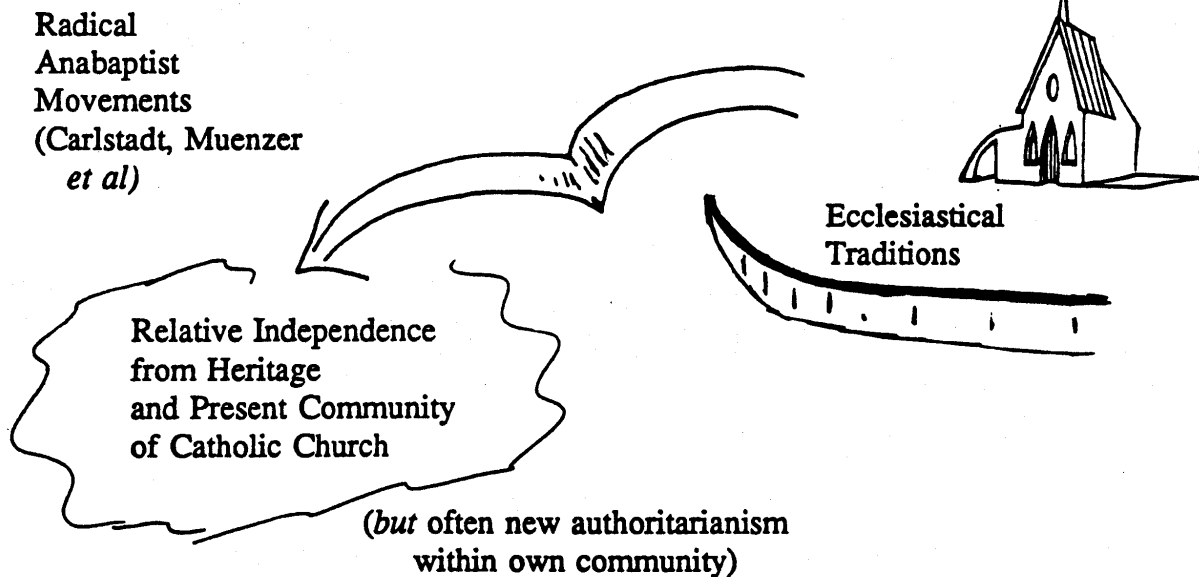 Radical
Anabaptist
Movements
(Carlstadt, Muenzer
et al)
Ecclesiastical
Traditions
Relative Independence
from Heritage
and Present Community
of Catholic Church
(but often new authoritarianism
within own community)